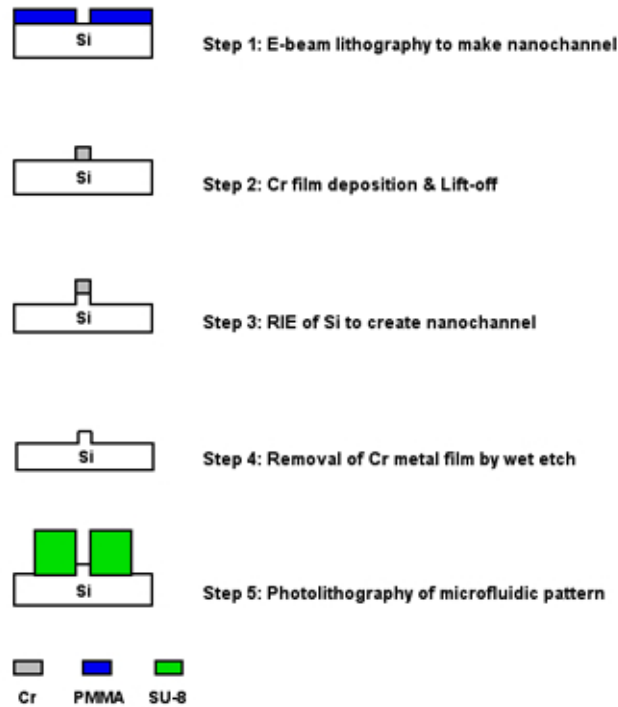 Si
Step 1: E-beam lithography to make nanochannel
Si
Step 2: Cr film deposition & Lift-off
Si
Step 3: RIE of Si to create nanochannel
Si
Step 4: Removal of Cr metal film by wet etch
Si
Step 5: Photolithography of microfluidic pattern
Cr PMMA SU-8